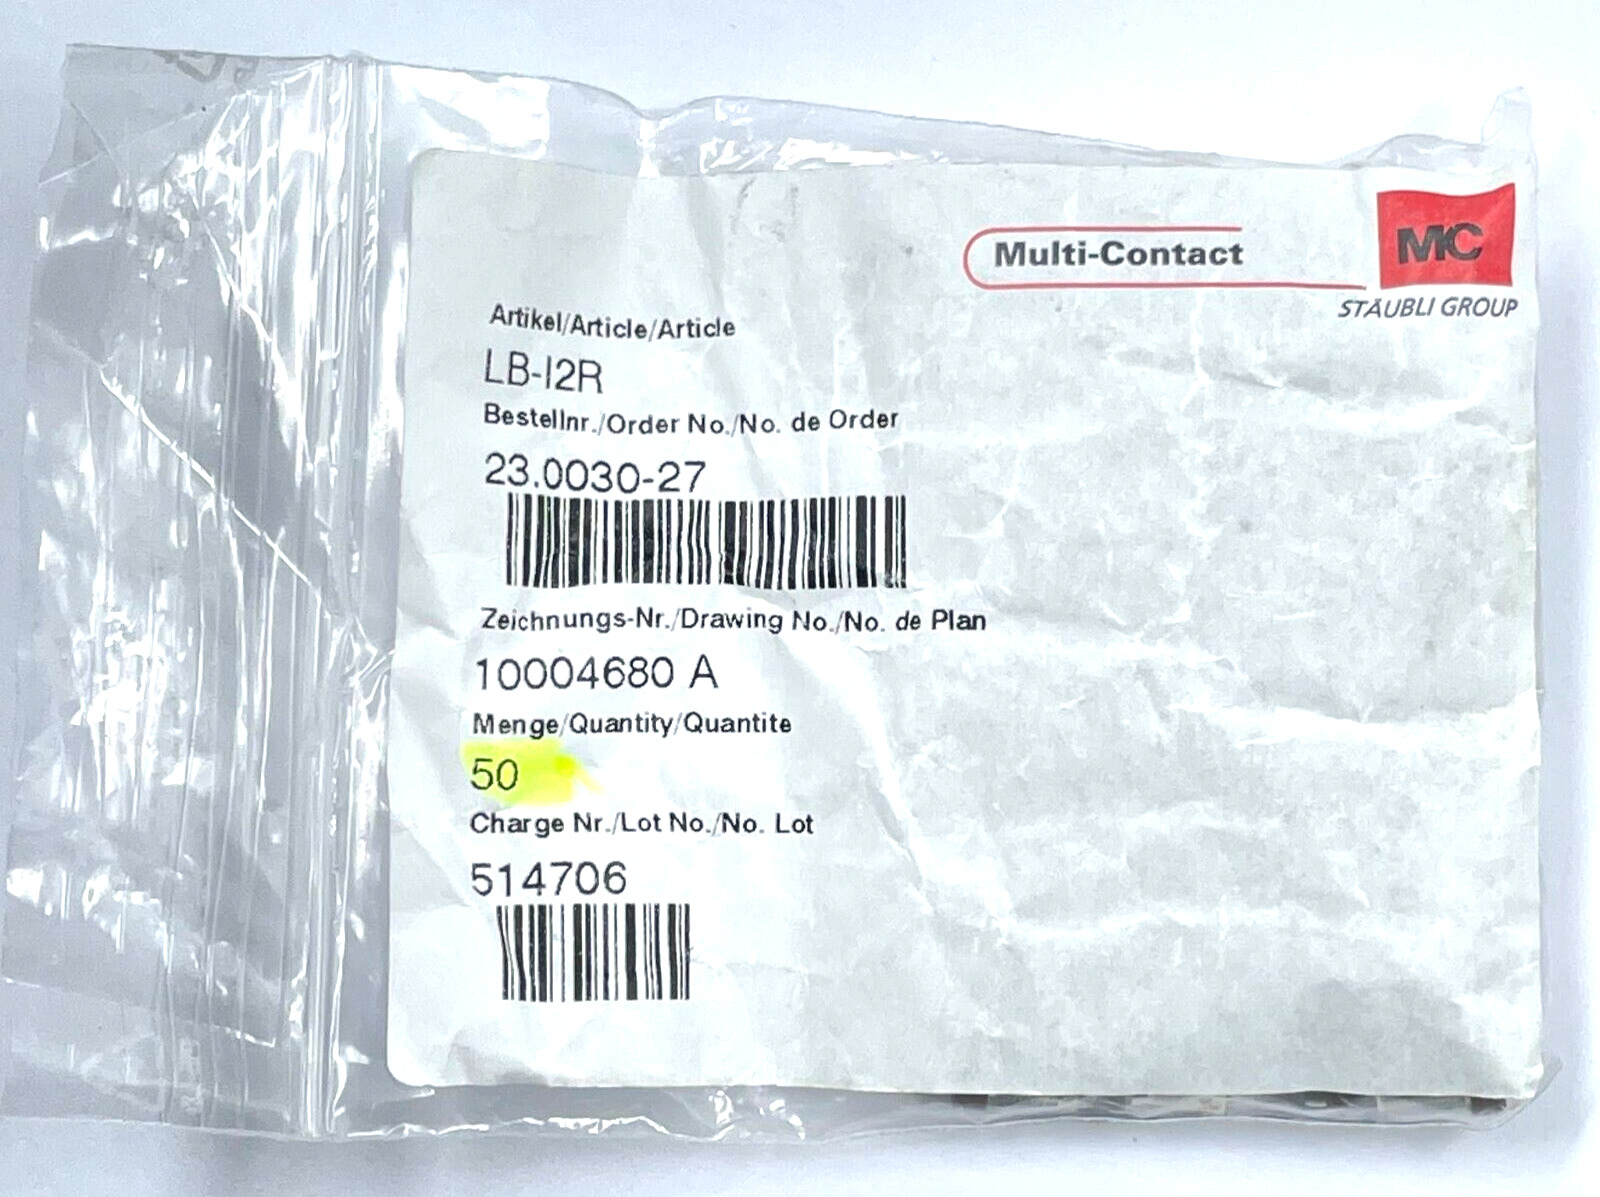 Multi-Contact
MC
STÄUBLI GROUP
Artikel/Article/Article
LB-I2R
Bestellnr./Order No./No. de Order
23.0030-27
Zeichnungs-Nr./Drawing No./No. de Plan
10004680 A
Menge/Quantity/Quantite
50
Charge Nr./Lot No./No. Lot
514706